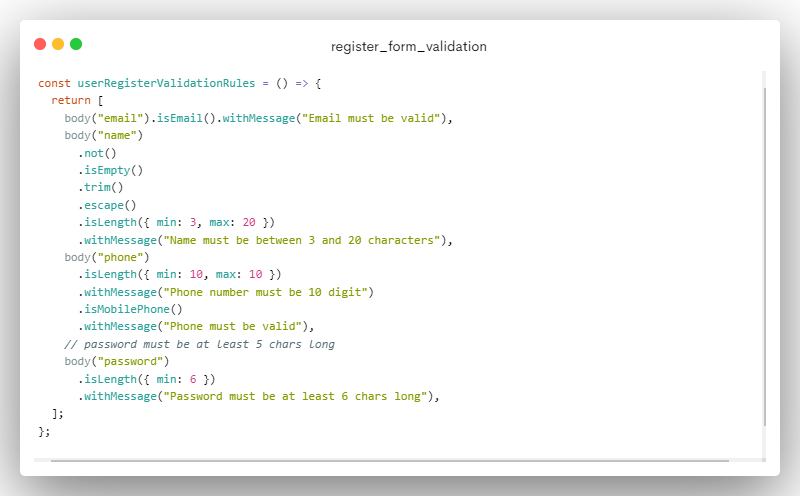 register_form_validation
const userRegisterValidationRules = () => {
  return [
    body("email").isEmail().withMessage("Email must be valid"),
    body("name")
      .not()
      .isEmpty()
      .trim()
      .escape()
      .isLength({ min: 3, max: 20 })
      .withMessage("Name must be between 3 and 20 characters"),
    body("phone")
      .isLength({ min: 10, max: 10 })
      .withMessage("Phone number must be 10 digit")
      .isMobilePhone()
      .withMessage("Phone must be valid"),
    // password must be at least 5 chars long
    body("password")
      .isLength({ min: 6 })
      .withMessage("Password must be at least 6 chars long"),
  ];
};